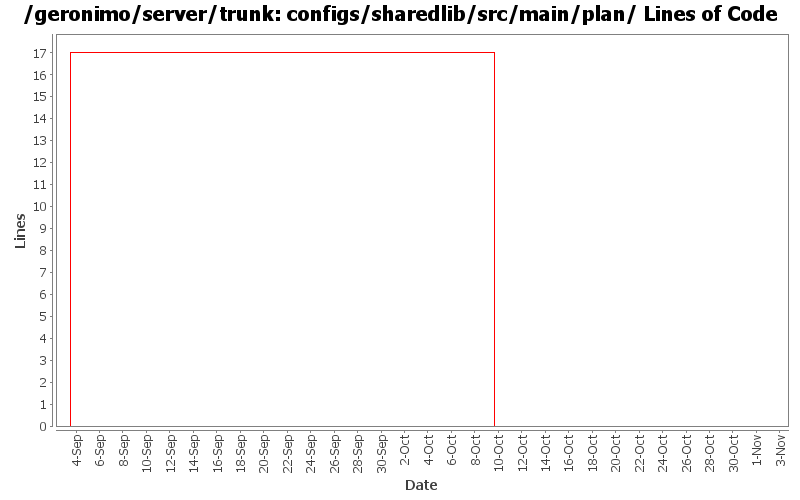 /geronimo/server/trunk: configs/sharedlib/src/main/plan/ Lines of Code
17
16
15
14
13
12
11
10
9
8
7
6
5
4
3
2
1
0
Lines
4-Sep
6-Sep
8-Sep
10-Sep
12-Sep
14-Sep
16-Sep
18-Sep
20-Sep
22-Sep
24-Sep
26-Sep
28-Sep
30-Sep
2-Oct
4-Oct
6-Oct
8-Oct
10-Oct
12-Oct
14-Oct
16-Oct
18-Oct
20-Oct
22-Oct
24-Oct
26-Oct
28-Oct
30-Oct
1-Nov
3-Nov
Date